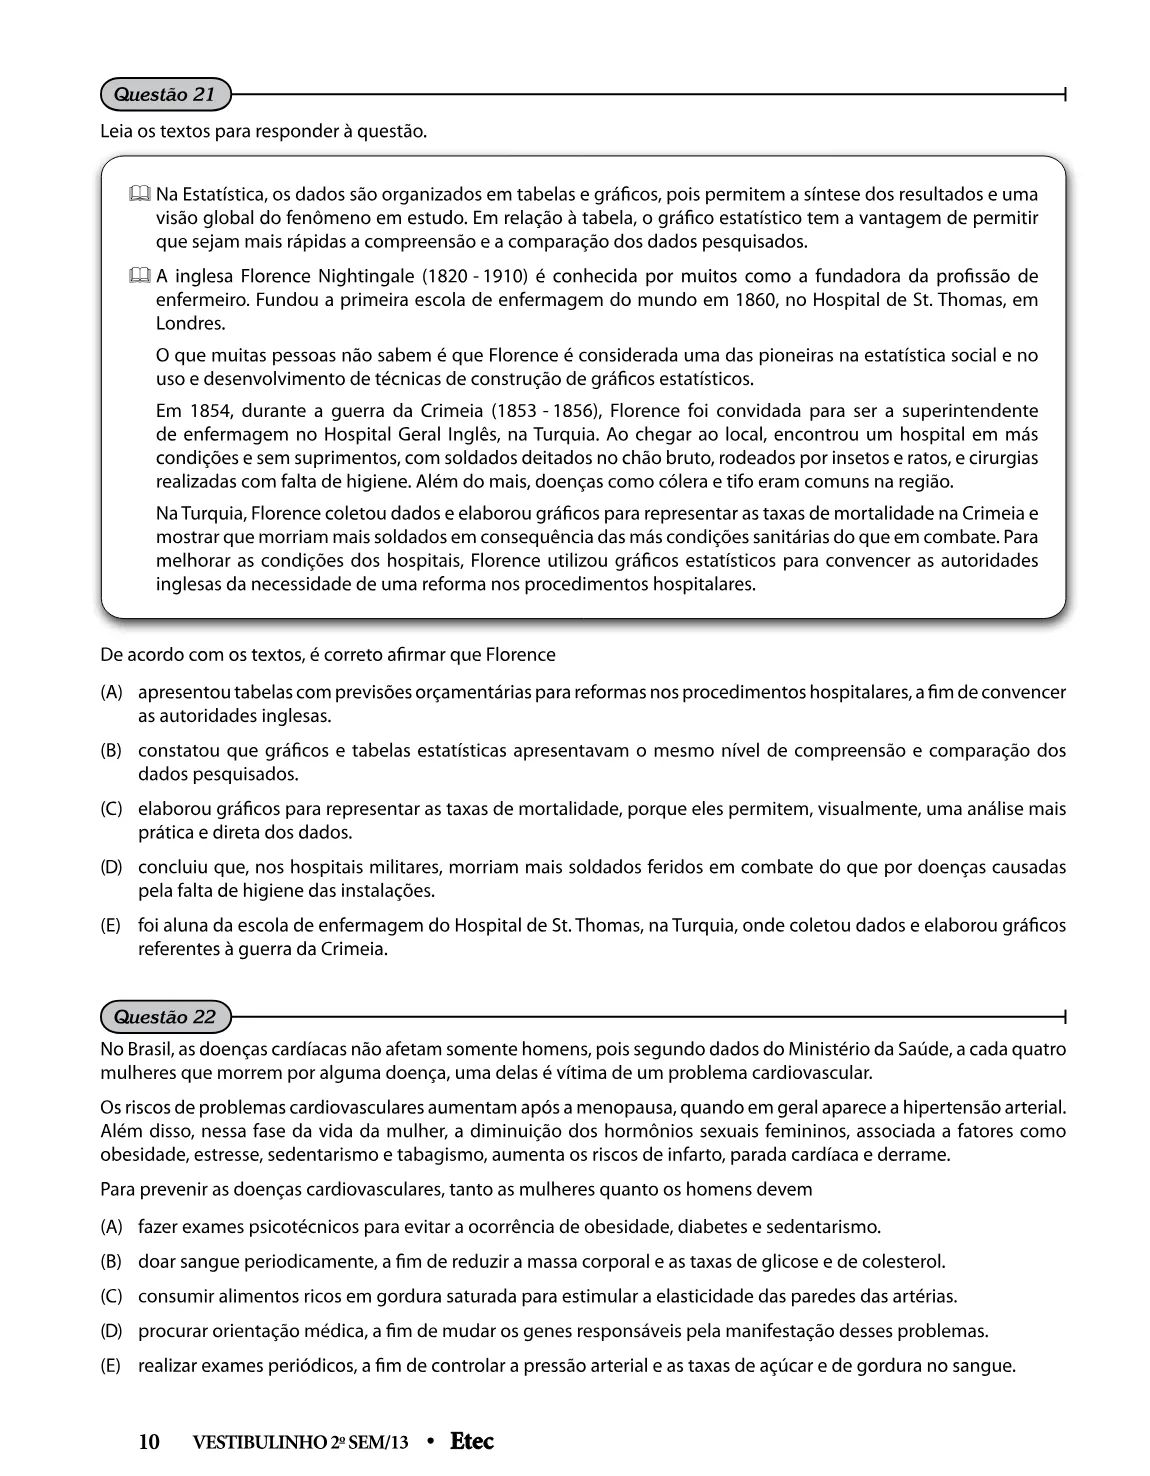 Questão 21
Leia os textos para responder à questão.
Na Estatística, os dados são organizados em tabelas e gráficos, pois permitem a síntese dos resultados e uma
visão global do fenômeno em estudo. Em relação à tabela, o gráfico estatístico tem a vantagem de permitir
que sejam mais rápidas a compreensão e a comparação dos dados pesquisados.
A inglesa Florence Nightingale (1820 - 1910) é conhecida por muitos como a fundadora da profissão de
enfermeiro. Fundou a primeira escola de enfermagem do mundo em 1860, no Hospital de St. Thomas, em
Londres.
O que muitas pessoas não sabem é que Florence é considerada uma das pioneiras na estatística social e no
uso e desenvolvimento de técnicas de construção de gráficos estatísticos.
Em 1854, durante a guerra da Crimeia (1853 - 1856), Florence foi convidada para ser a superintendente
de enfermagem no Hospital Geral Inglês, na Turquia. Ao chegar ao local, encontrou um hospital em más
condições e sem suprimentos, com soldados deitados no chão bruto, rodeados por insetos e ratos, e cirurgias
realizadas com falta de higiene. Além do mais, doenças como cólera e tifo eram comuns na região.
Na Turquia, Florence coletou dados e elaborou gráficos para representar as taxas de mortalidade na Crimeia e
mostrar que morriam mais soldados em consequência das más condições sanitárias do que em combate. Para
melhorar as condições dos hospitais, Florence utilizou gráficos estatísticos para convencer as autoridades
inglesas da necessidade de uma reforma nos procedimentos hospitalares.
De acordo com os textos, é correto afirmar que Florence
(A) apresentou tabelas com previsões orçamentárias para reformas nos procedimentos hospitalares, a fim de convencer
as autoridades inglesas.
(B) constatou que gráficos e tabelas estatísticas apresentavam o mesmo nível de compreensão e comparação dos
dados pesquisados.
(C) elaborou gráficos para representar as taxas de mortalidade, porque eles permitem, visualmente, uma análise mais
prática e direta dos dados.
(D) concluiu que, nos hospitais militares, morriam mais soldados feridos em combate do que por doenças causadas
pela falta de higiene das instalações.
(E) foi aluna da escola de enfermagem do Hospital de St. Thomas, na Turquia, onde coletou dados e elaborou gráficos
referentes à guerra da Crimeia.
Questão 22
No Brasil, as doenças cardíacas não afetam somente homens, pois segundo dados do Ministério da Saúde, a cada quatro
mulheres que morrem por alguma doença, uma delas é vítima de um problema cardiovascular.
Os riscos de problemas cardiovasculares aumentam após a menopausa, quando em geral aparece a hipertensão arterial.
Além disso, nessa fase da vida da mulher, a diminuição dos hormônios sexuais femininos, associada a fatores como
obesidade, estresse, sedentarismo e tabagismo, aumenta os riscos de infarto, parada cardíaca e derrame.
Para prevenir as doenças cardiovasculares, tanto as mulheres quanto os homens devem
(A) fazer exames psicotécnicos para evitar a ocorrência de obesidade, diabetes e sedentarismo.
(B) doar sangue periodicamente, a fim de reduzir a massa corporal e as taxas de glicose e de colesterol.
(C) consumir alimentos ricos em gordura saturada para estimular a elasticidade das paredes das artérias.
(D) procurar orientação médica, a fim de mudar os genes responsáveis pela manifestação desses problemas.
(E) realizar exames periódicos, a fim de controlar a pressão arterial e as taxas de açúcar e de gordura no sangue.
10 VESTIBULINHO 2º SEM/13 • Etec